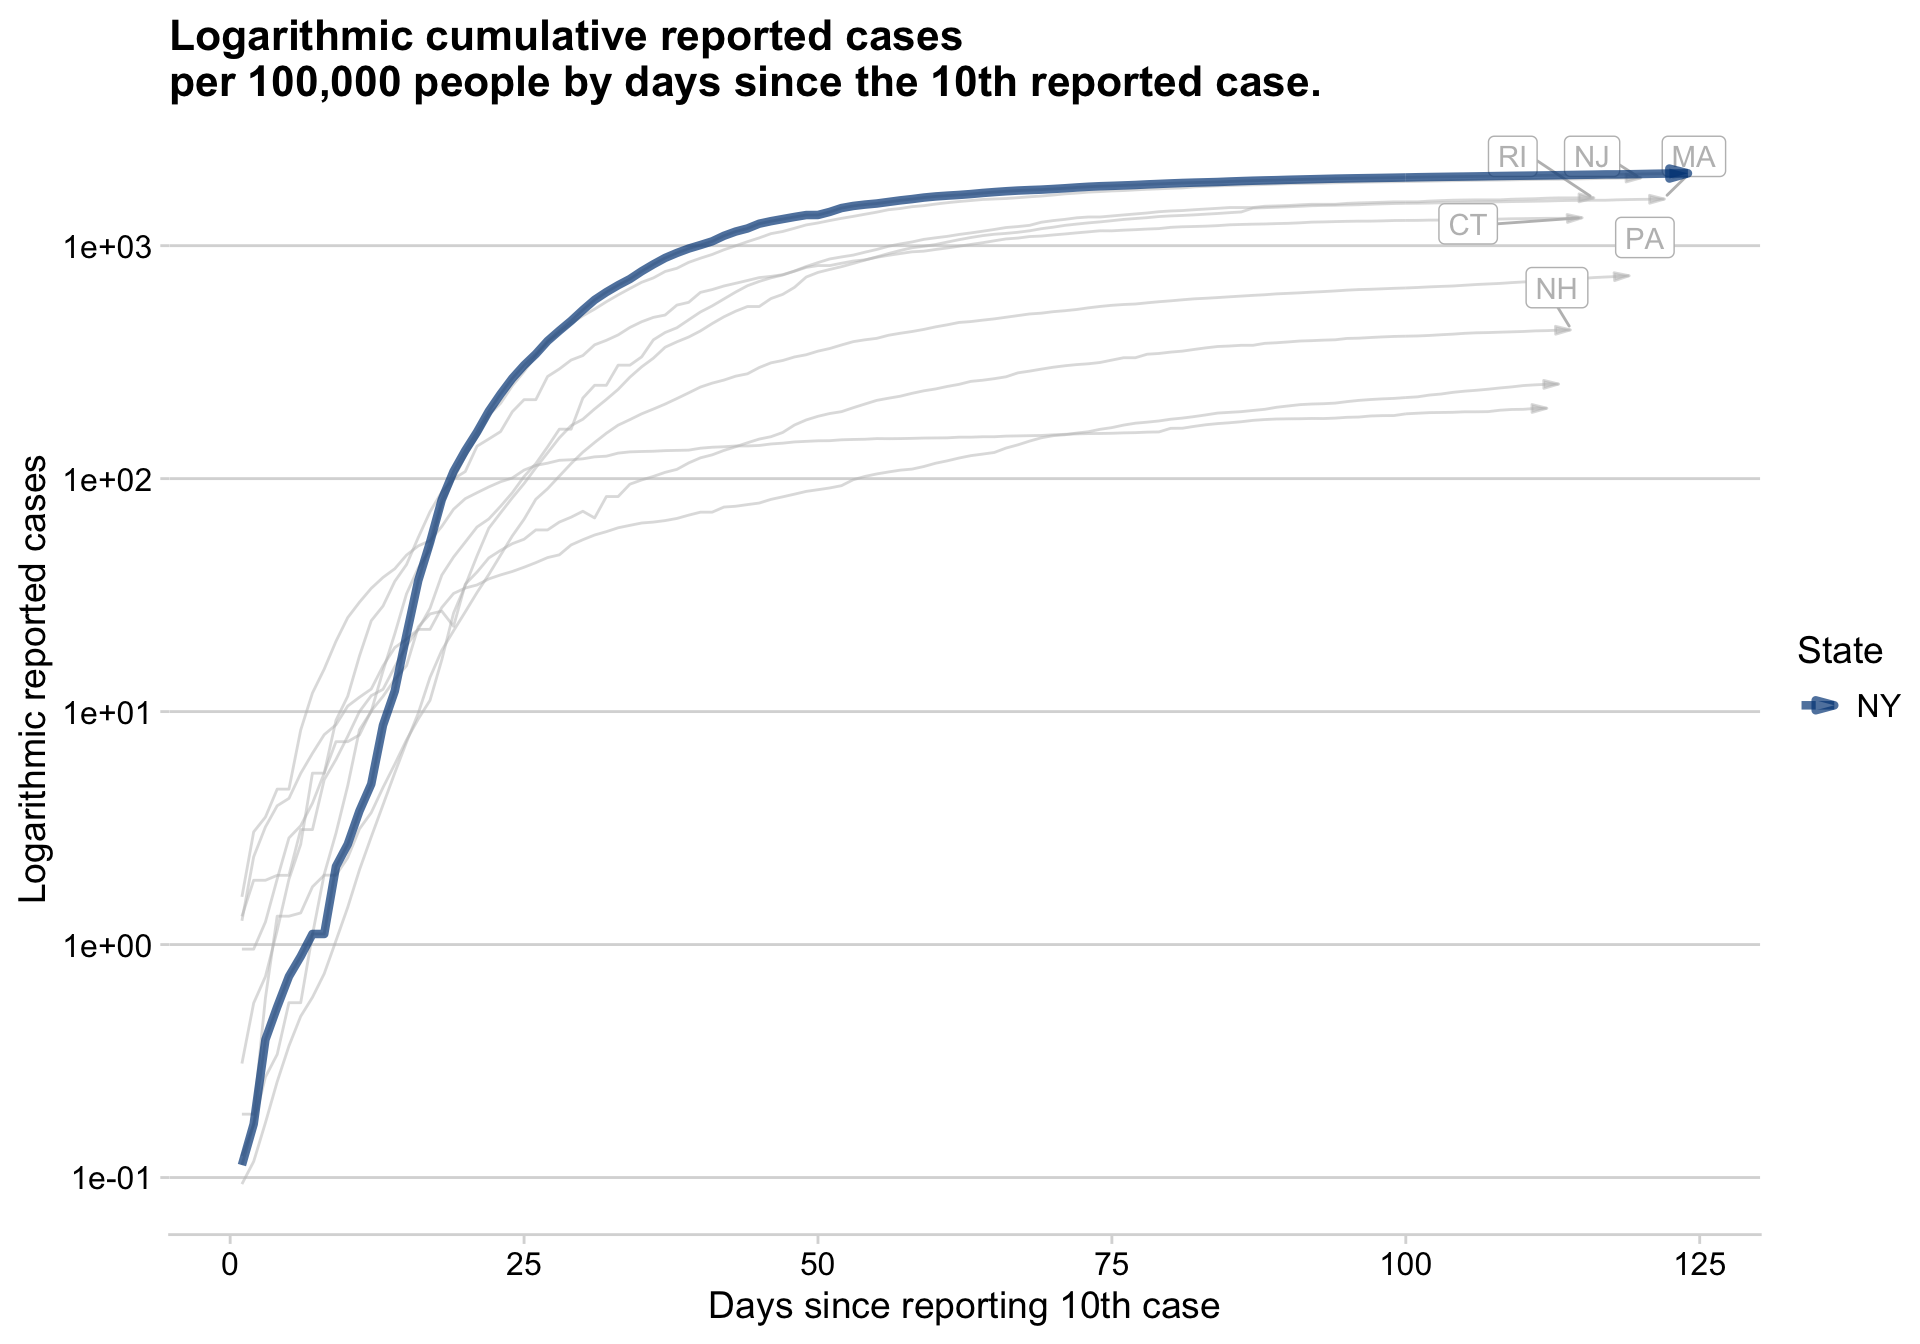 Logarithmic cumulative reported cases
per 100,000 people by days since the 10th reported case.
RI
NJ
MA
CT
PA
NH
1e+03
1e+02
1e+01
1e+00
1e-01
Logarithmic reported cases
State
NY
0 25 50 75 100 125
Days since reporting 10th case